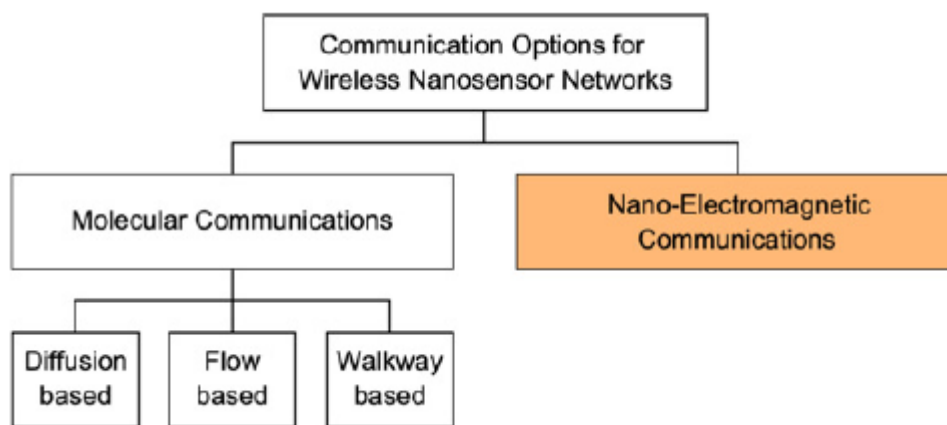 Communication Options for
Wireless Nanosensor Networks
Molecular Communications
Nano-Electromagnetic
Communications
Diffusion
based
Flow
based
Walkway
based